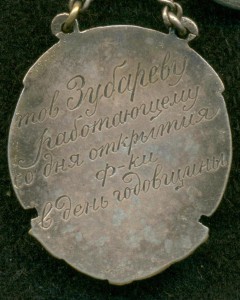 тов Зубареву
работающему
со дня открытия
ф-ки
в день годовщины